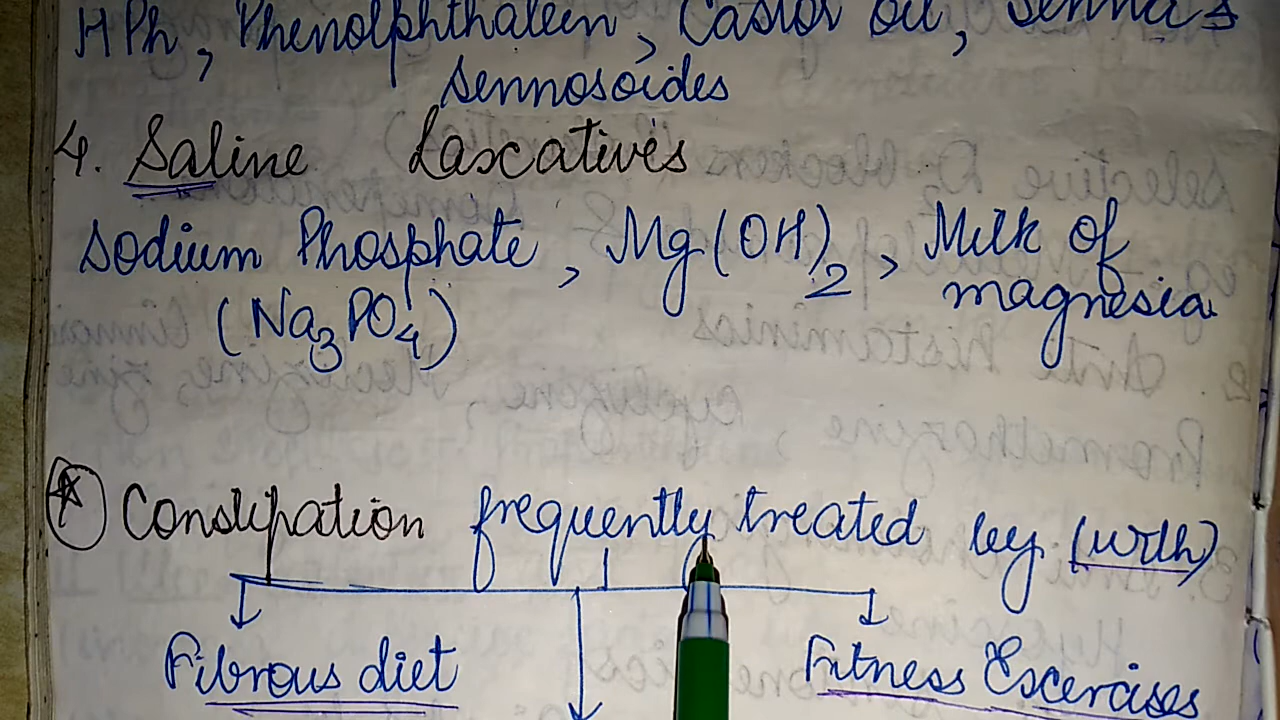 HPh, Phenolphthalein, Castor oil, Senna's
sennosoides
4. Saline Laxcatives
Sodium Phosphate, Mg(OH)2, Milk of
magnesia
(Na3PO4)
Constipation frequently treated by (with)
Fibrous diet
Fitness Excercises